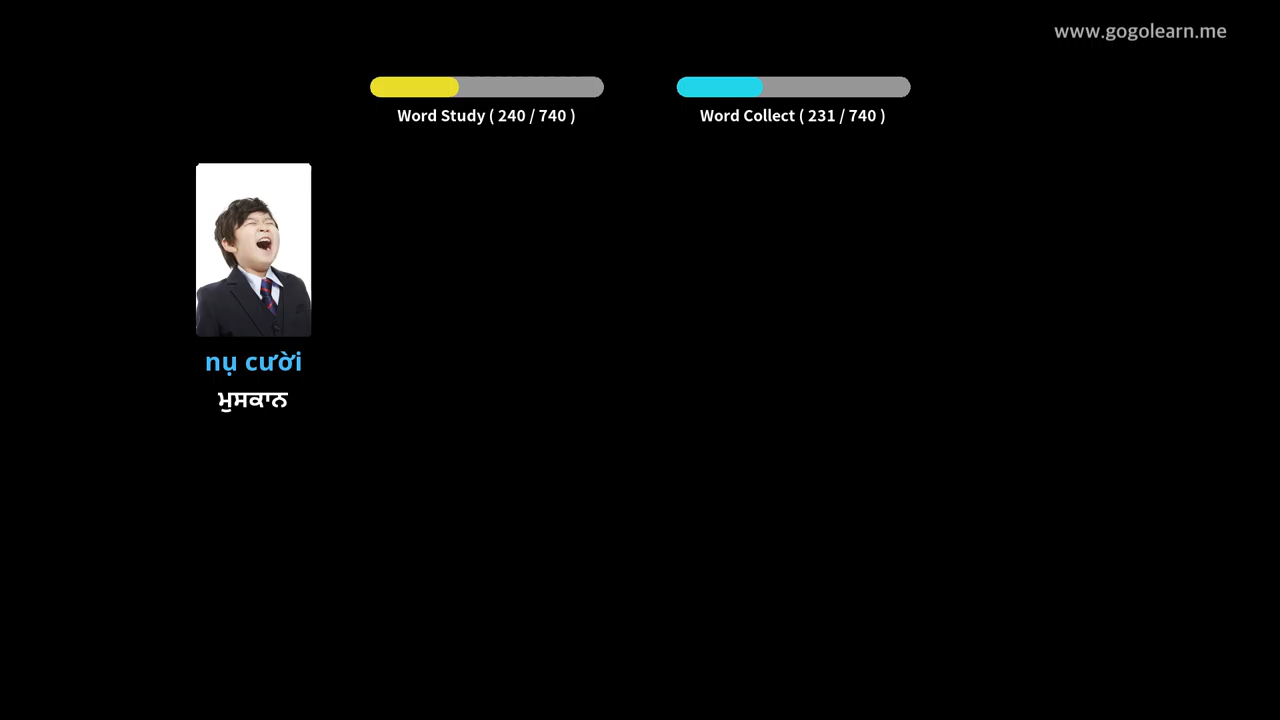 www.gogolearn.me
Word Study ( 240 / 740 )
Word Collect ( 231 / 740 )
nụ cười
ਮੁਸਕਾਨ